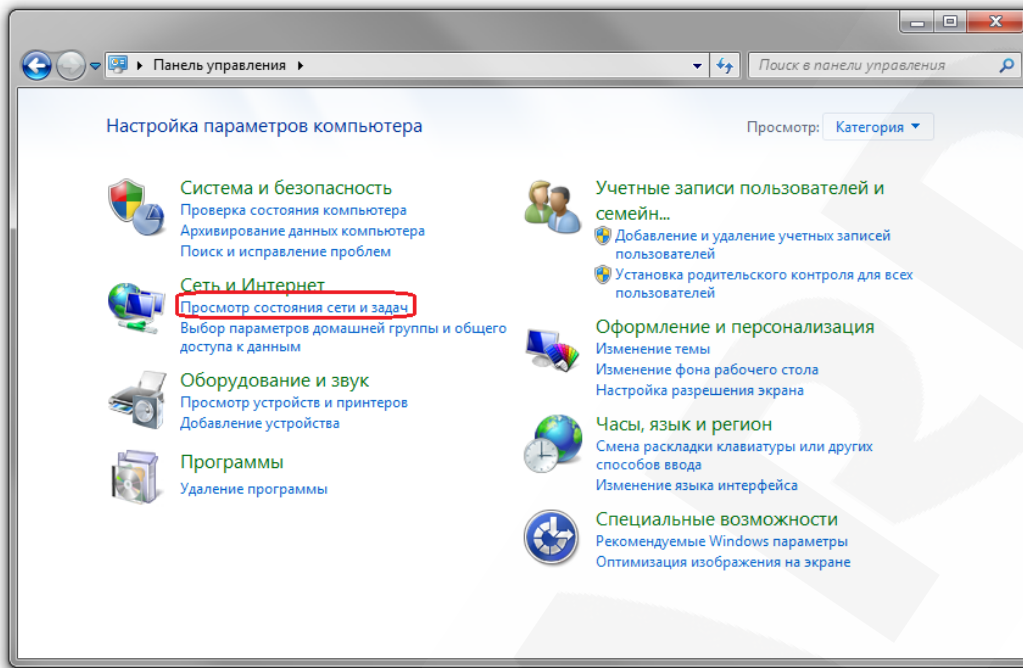 Панель управления
Поиск в панели управления
Настройка параметров компьютера
Просмотр: Категория
Система и безопасность
Проверка состояния компьютера
Архивирование данных компьютера
Поиск и исправление проблем
Сеть и Интернет
Просмотр состояния сети и задач
Выбор параметров домашней группы и общего
доступа к данным
Оборудование и звук
Просмотр устройств и принтеров
Добавление устройства
Программы
Удаление программы
Учетные записи пользователей и
семейн...
Добавление и удаление учетных записей
пользователей
Установка родительского контроля для всех
пользователей
Оформление и персонализация
Изменение темы
Изменение фона рабочего стола
Настройка разрешения экрана
Часы, язык и регион
Смена раскладки клавиатуры или других
способов ввода
Изменение языка интерфейса
Специальные возможности
Рекомендуемые Windows параметры
Оптимизация изображения на экране